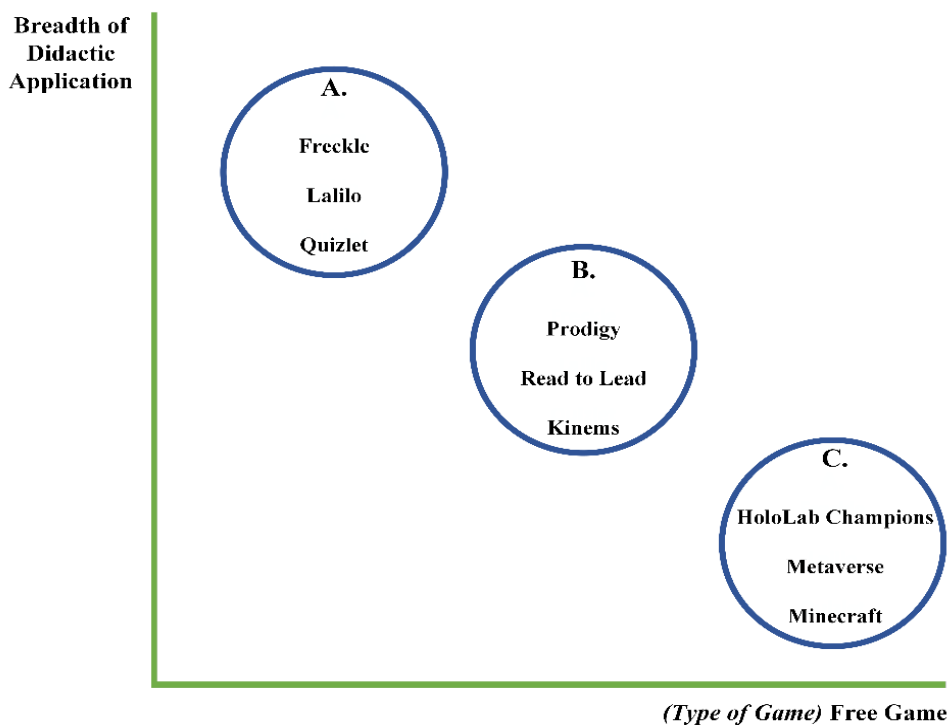 Breadth of
Didactic
Application
A.
Freckle
Lalilo
Quizlet
B.
Prodigy
Read to Lead
Kinems
C.
HoloLab Champions
Metaverse
Minecraft
(Type of Game) Free Game